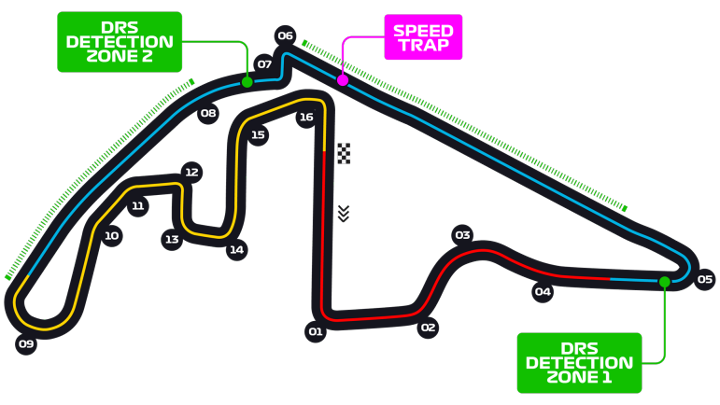 DRS
DETECTION
ZONE 2
06
SPEED
TRAP
07
08
16
15
12
11
10
13
14
03
04
05
01
02
09
DRS
DETECTION
ZONE 1